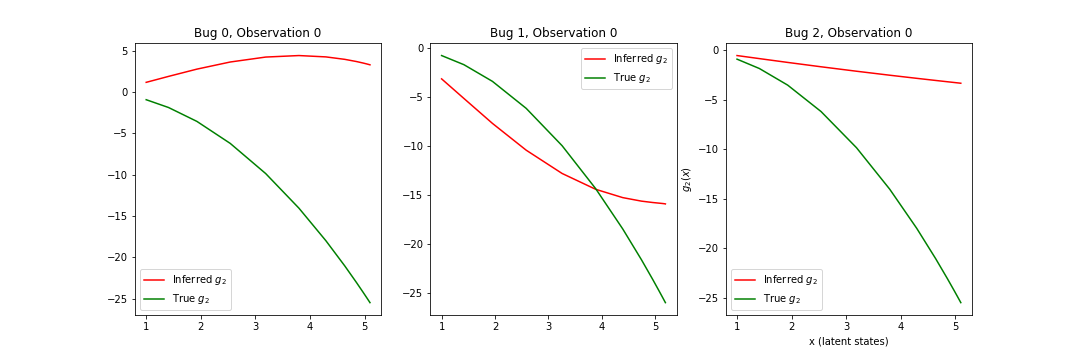 Bug 0, Observation 0
5
0
−5
−10
−15
−20
−25
Inferred g₂
True g₂
1 2 3 4 5
Bug 1, Observation 0
0
−5
−10
−15
−20
−25
Inferred g₂
True g₂
1 2 3 4 5
Bug 2, Observation 0
g₂(x)
0
−5
−10
−15
−20
−25
Inferred g₂
True g₂
1 2 3 4 5
x (latent states)